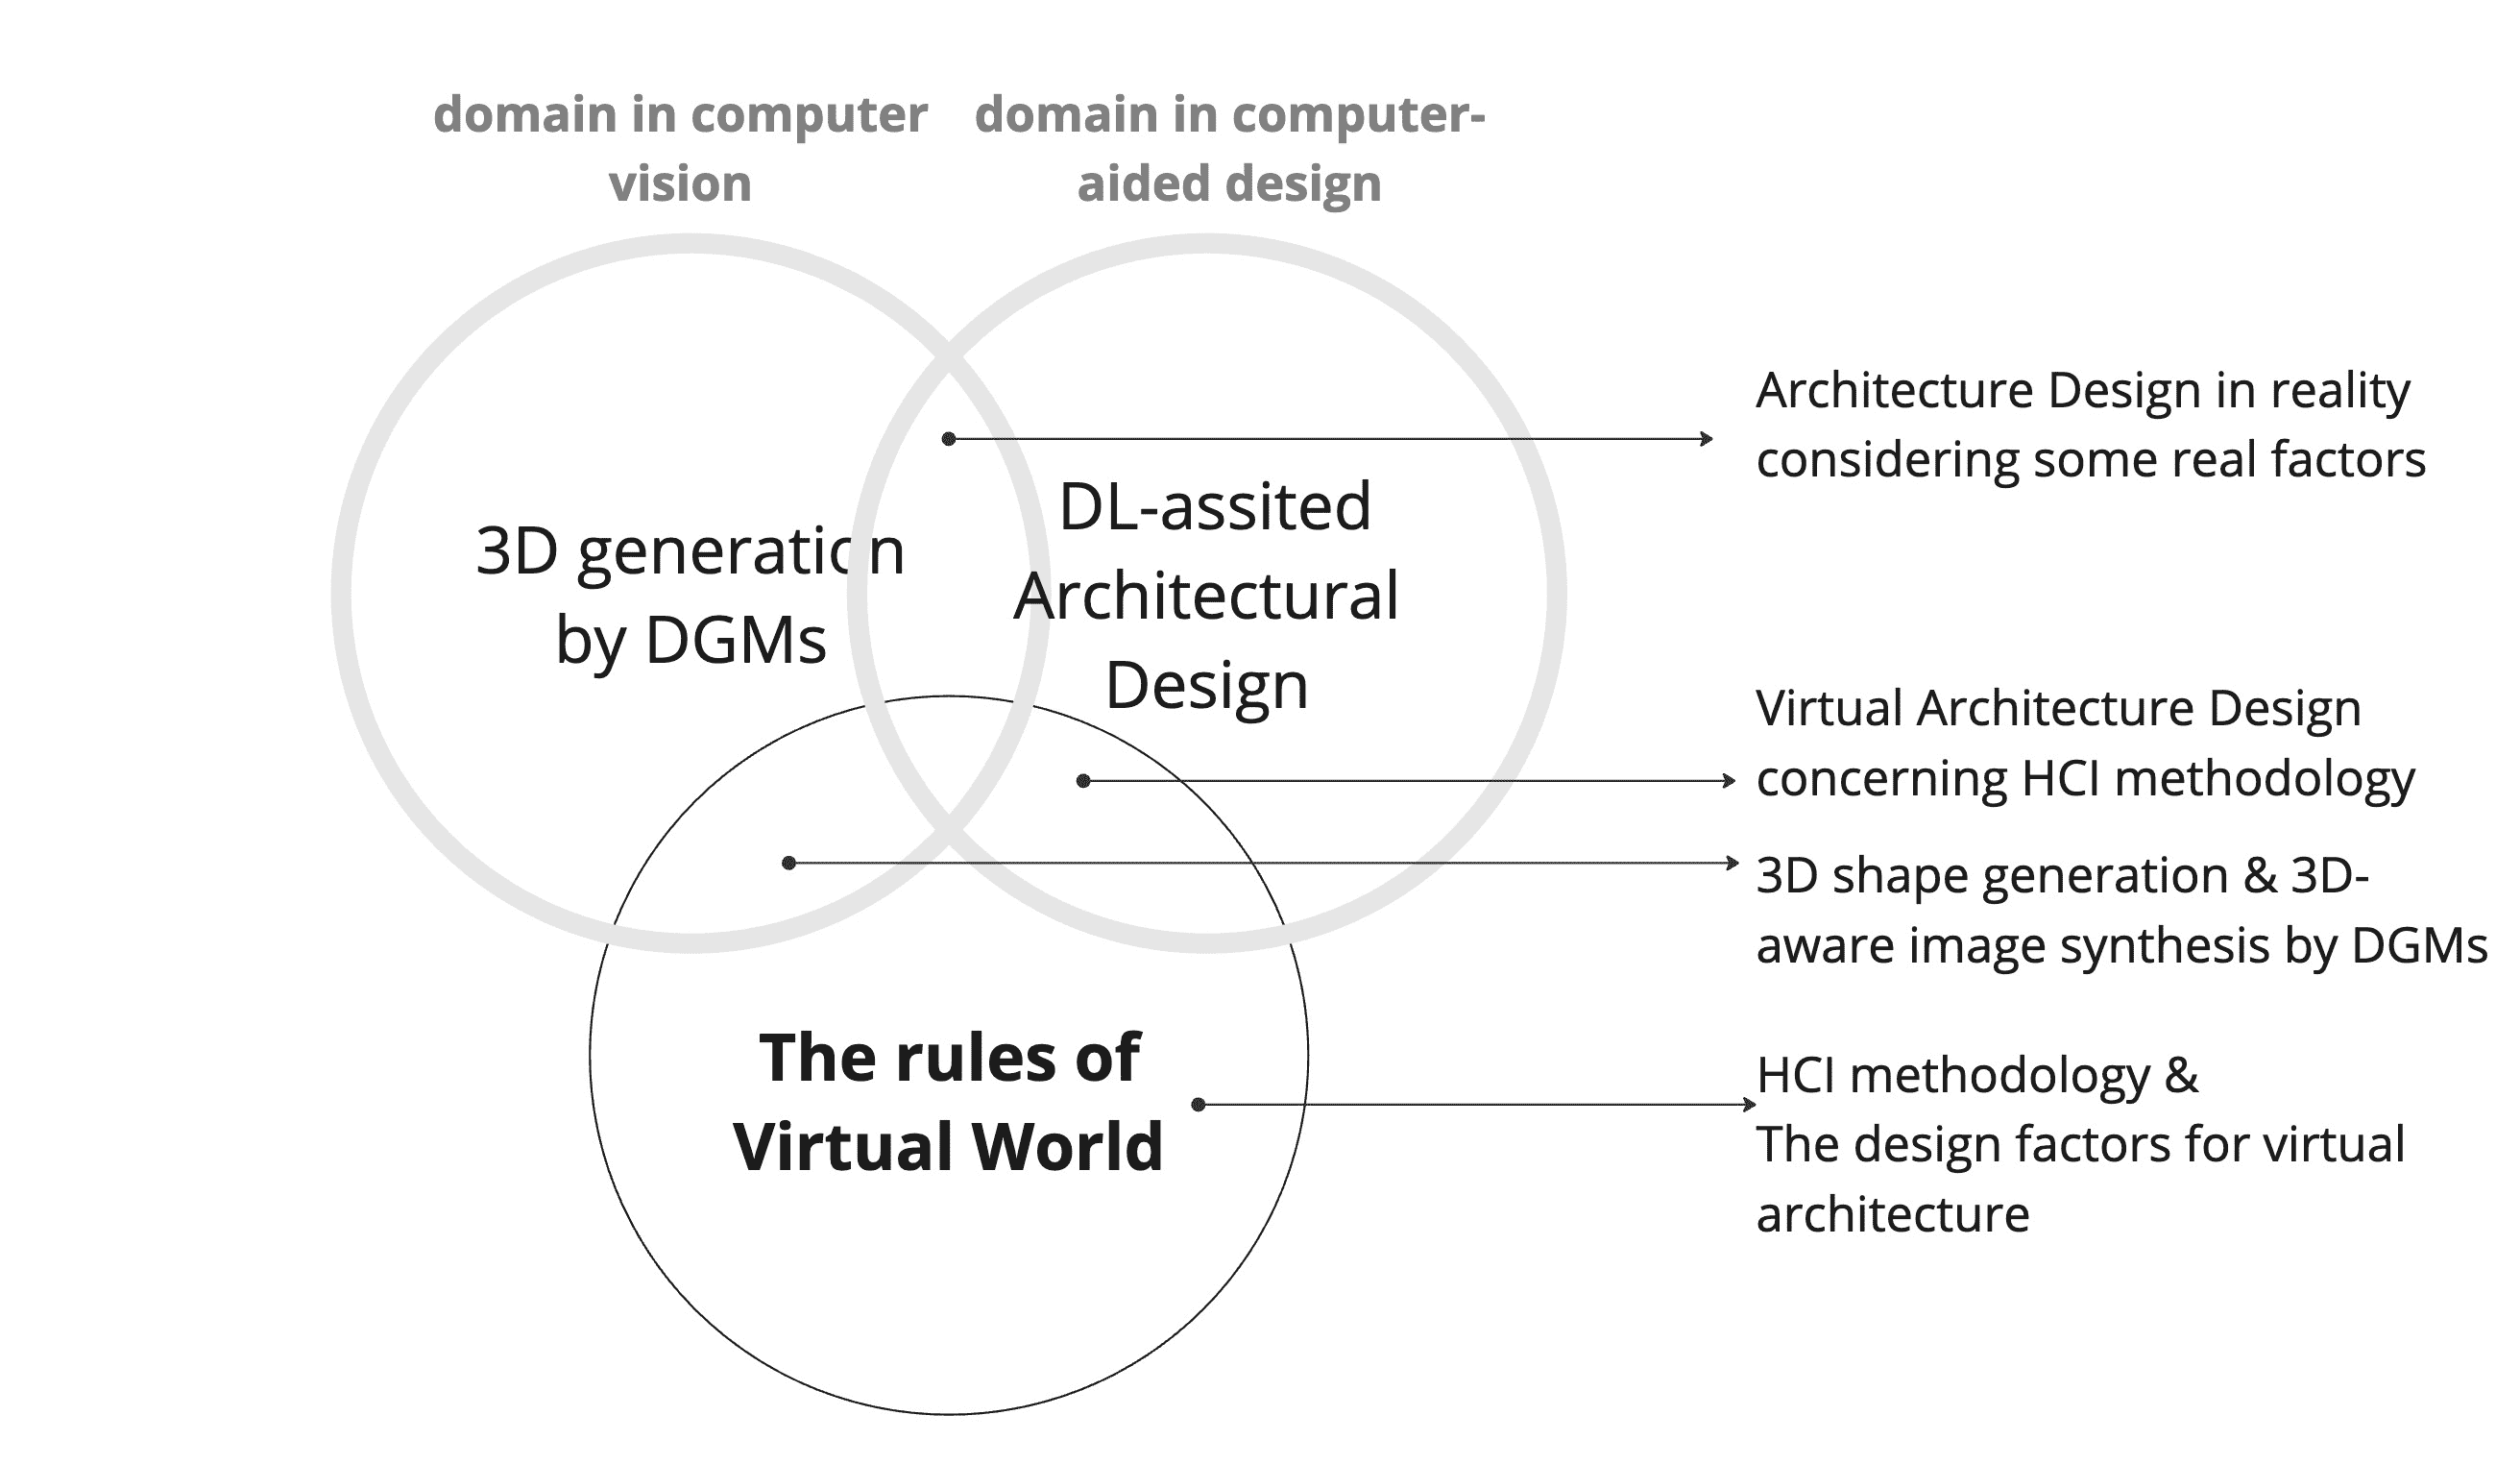 domain in computer
vision
domain in computer-
aided design
3D generation
by DGMs
DL-assited
Architectural
Design
The rules of
Virtual World
Architecture Design in reality
considering some real factors
Virtual Architecture Design
concerning HCI methodology
3D shape generation & 3D-
aware image synthesis by DGMs
HCI methodology &
The design factors for virtual
architecture